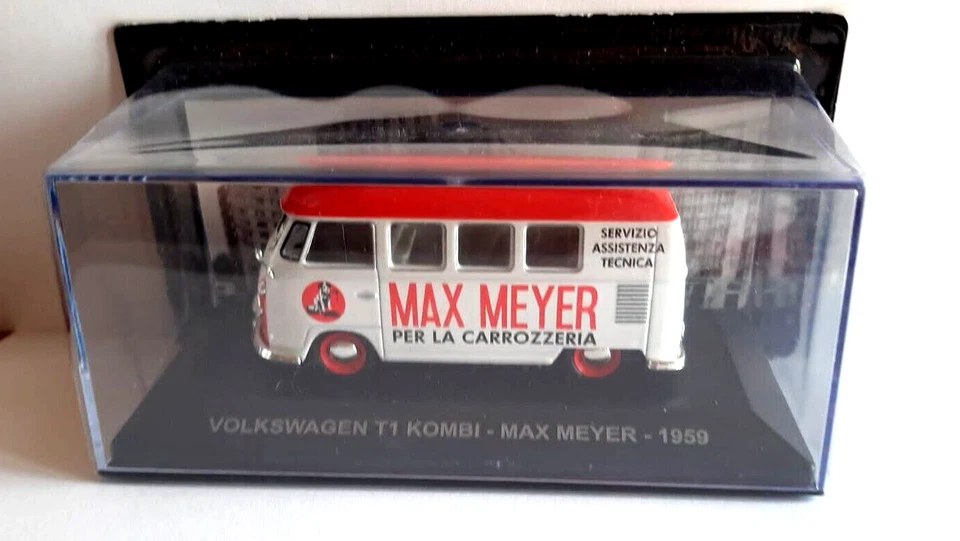 SERVIZIO
ASSISTENZA
TECNICA
MAX MEYER
PER LA CARROZZERIA
VOLKSWAGEN T1 KOMBI - MAX MEYER - 1959